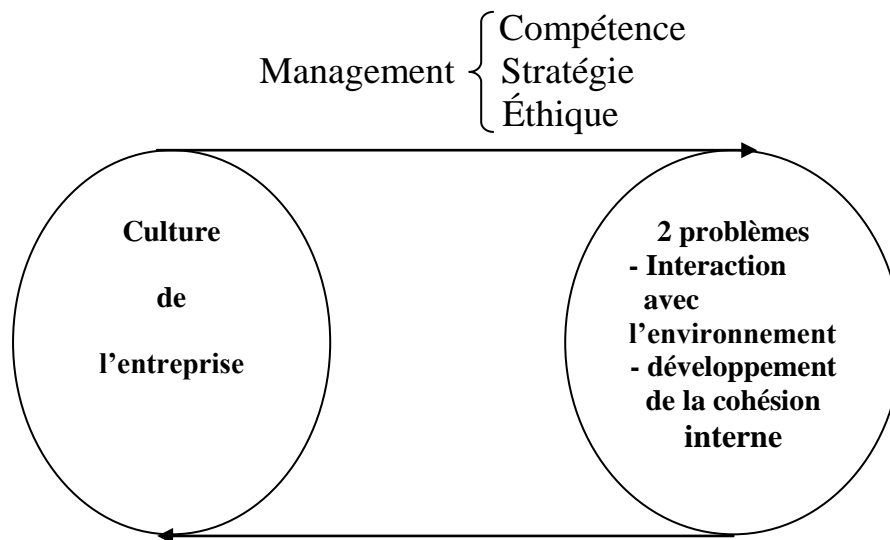 Compétence
Management { Stratégie
Éthique
Culture
de
l'entreprise
2 problèmes
- Interaction
avec
l'environnement
- développement
de la cohésion
interne